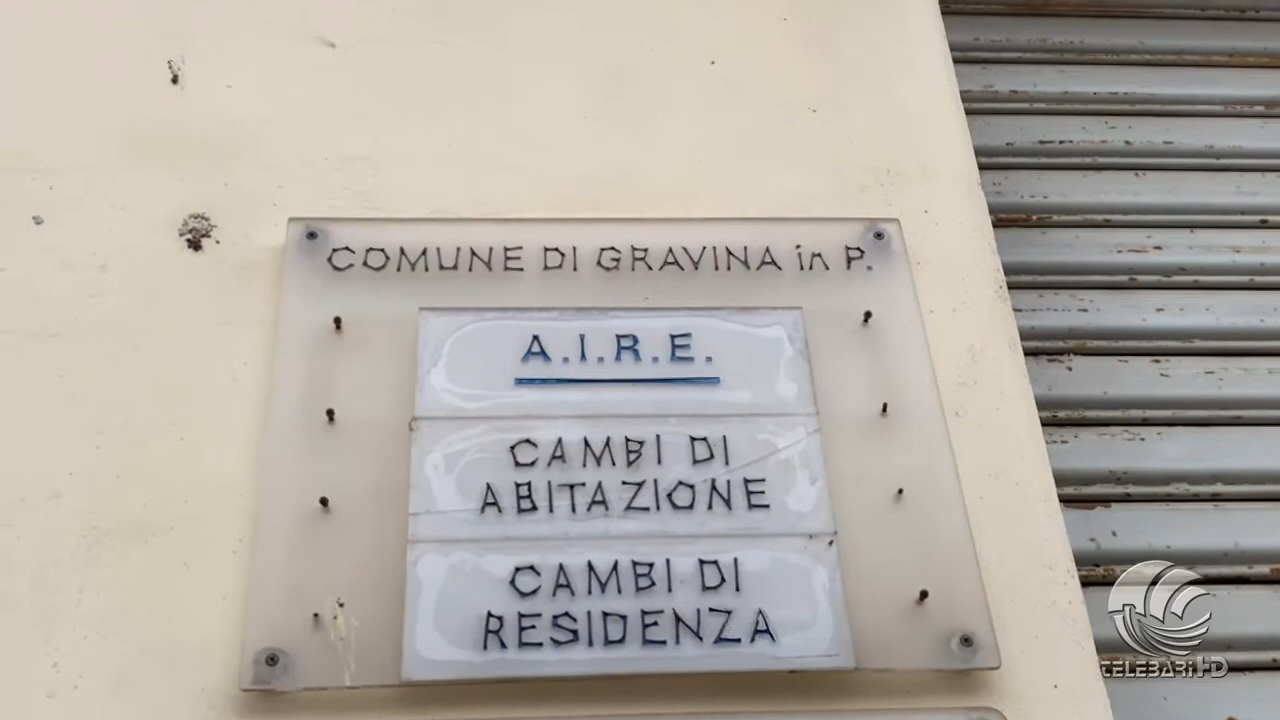 COMUNE DI GRAVINA in P.
A.I.R.E.
CAMBI DI
ABITAZIONE
CAMBI DI
RESIDENZA
TELEBARI HD